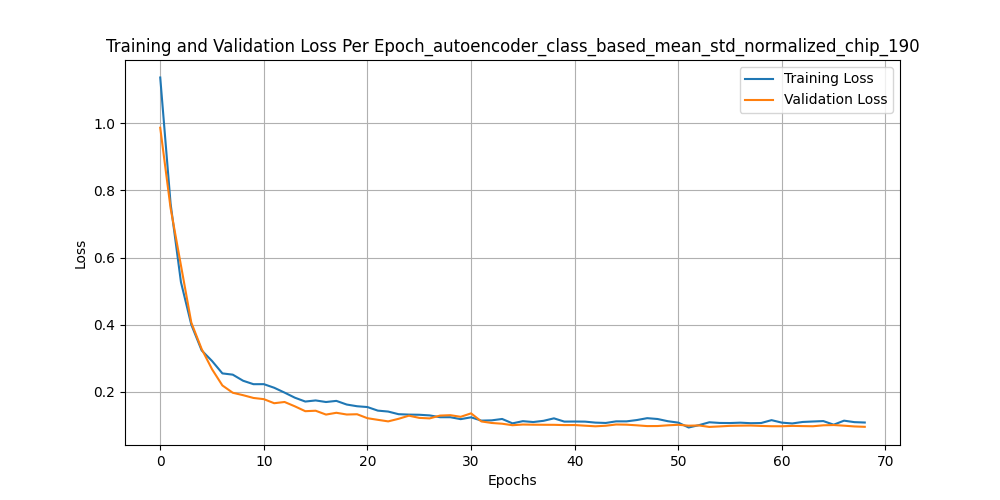 Training and Validation Loss Per Epoch_autoencoder_class_based_mean_std_normalized_chip_190
Training Loss
Validation Loss
1.0
0.8
0.6
0.4
0.2
Loss
0 10 20 30 40 50 60 70
Epochs